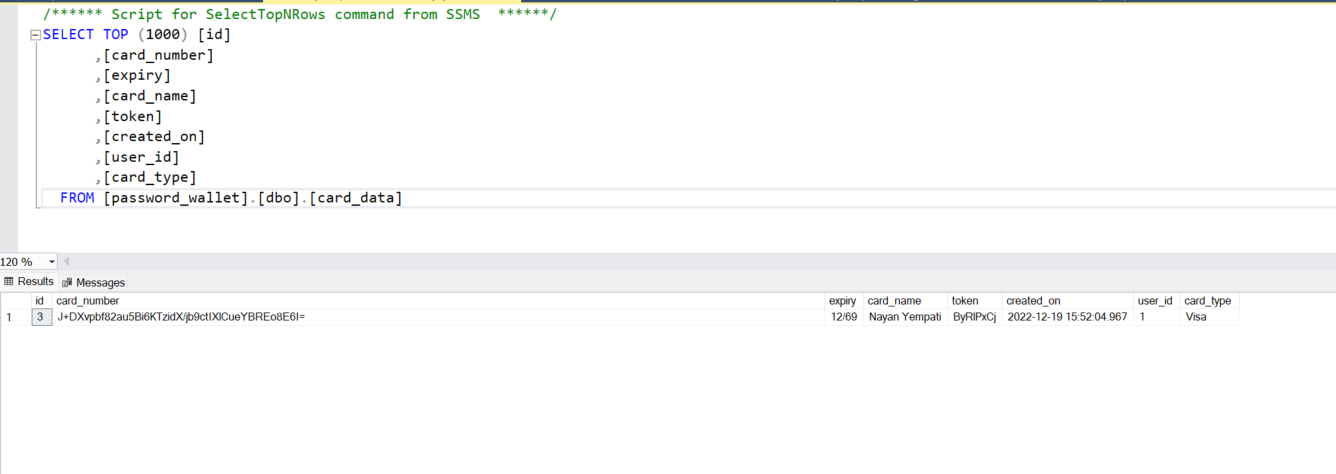 /****** Script for SelectTopNRows command from SSMS  ******/
SELECT TOP (1000) [id]
,[card_number]
,[expiry]
,[card_name]
,[token]
,[created_on]
,[user_id]
,[card_type]
FROM [password_wallet].[dbo].[card_data]
120 %
Results Messages
id card_number expiry card_name token created_on user_id card_type
1 3 J+DXvpbf82au5Bi6KTzidX/jb9ctIXlCueYBREo8E6I= 12/69 Nayan Yempati ByRlPxCj 2022-12-19 15:52:04.967 1 Visa